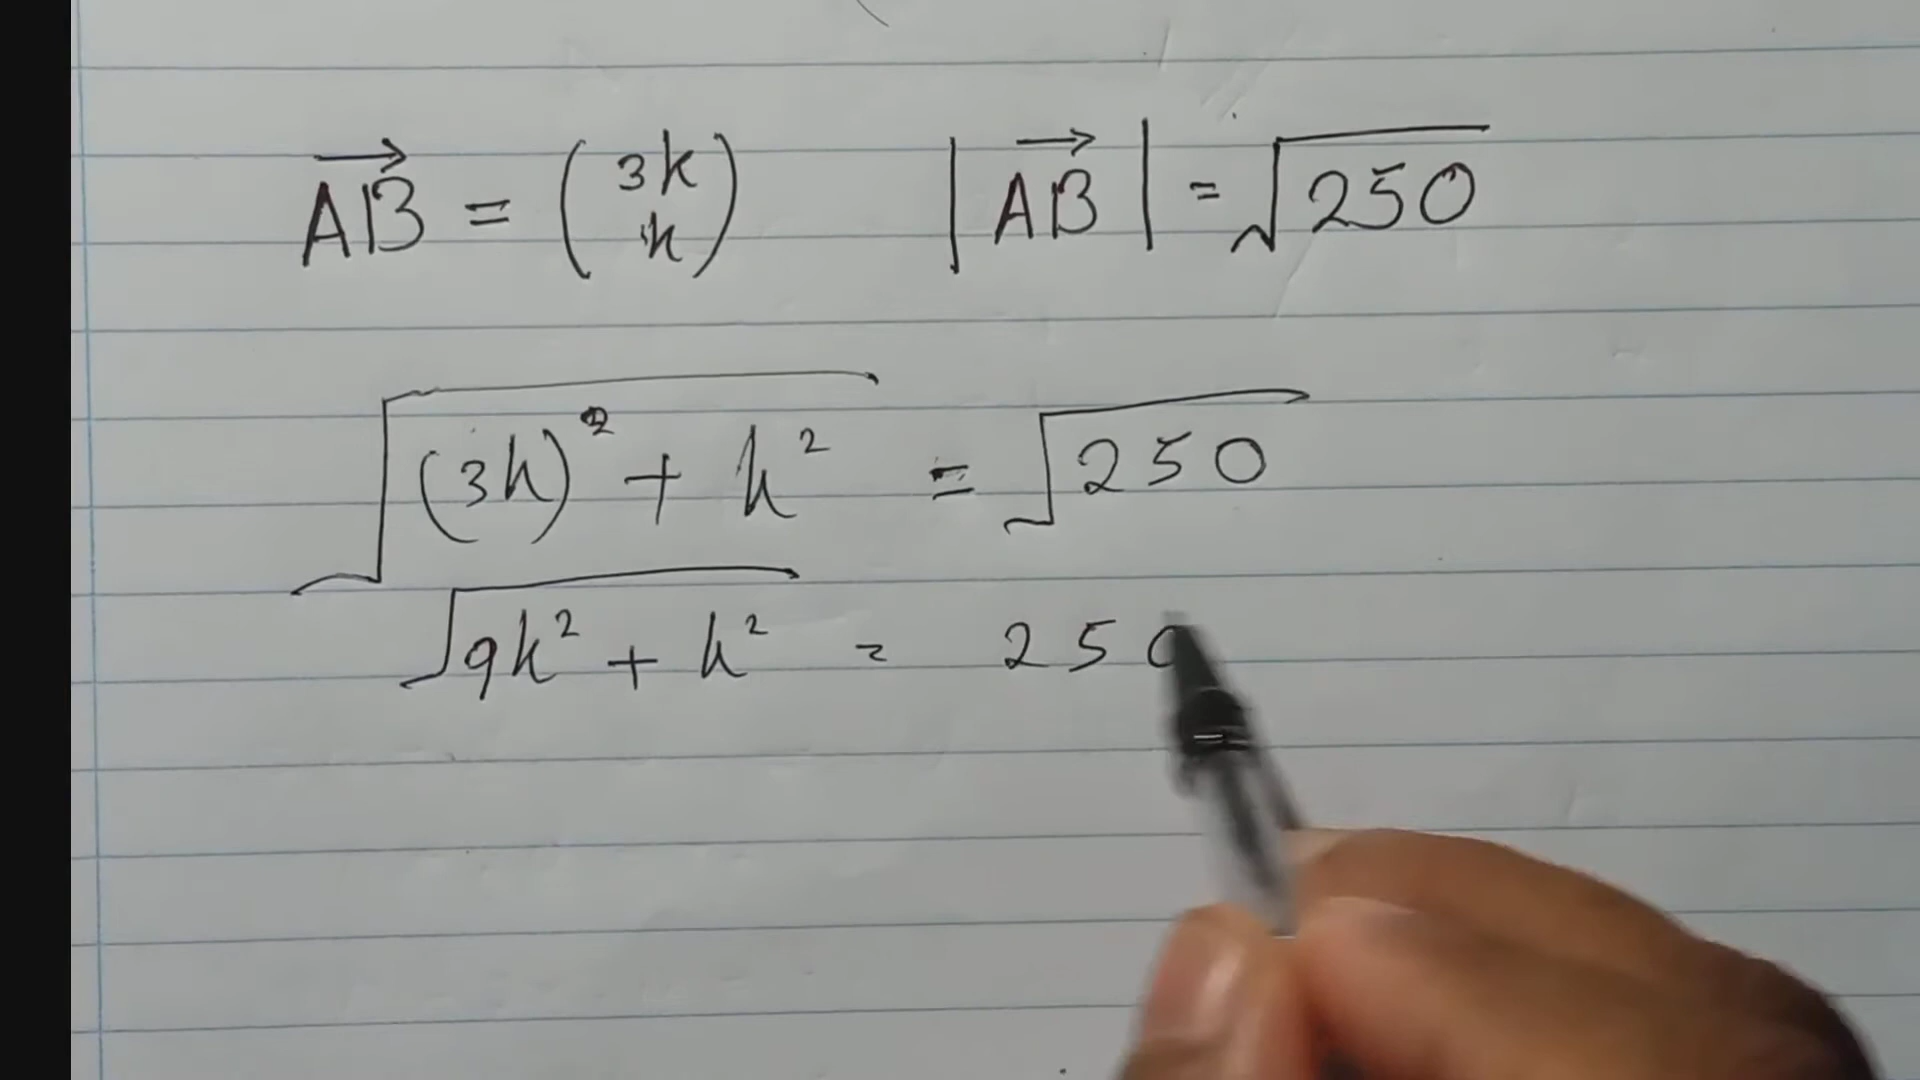 AB⃗ = (3k k) |AB⃗| = √250
√(3k)² + k² = √250
√9k² + k² = 250